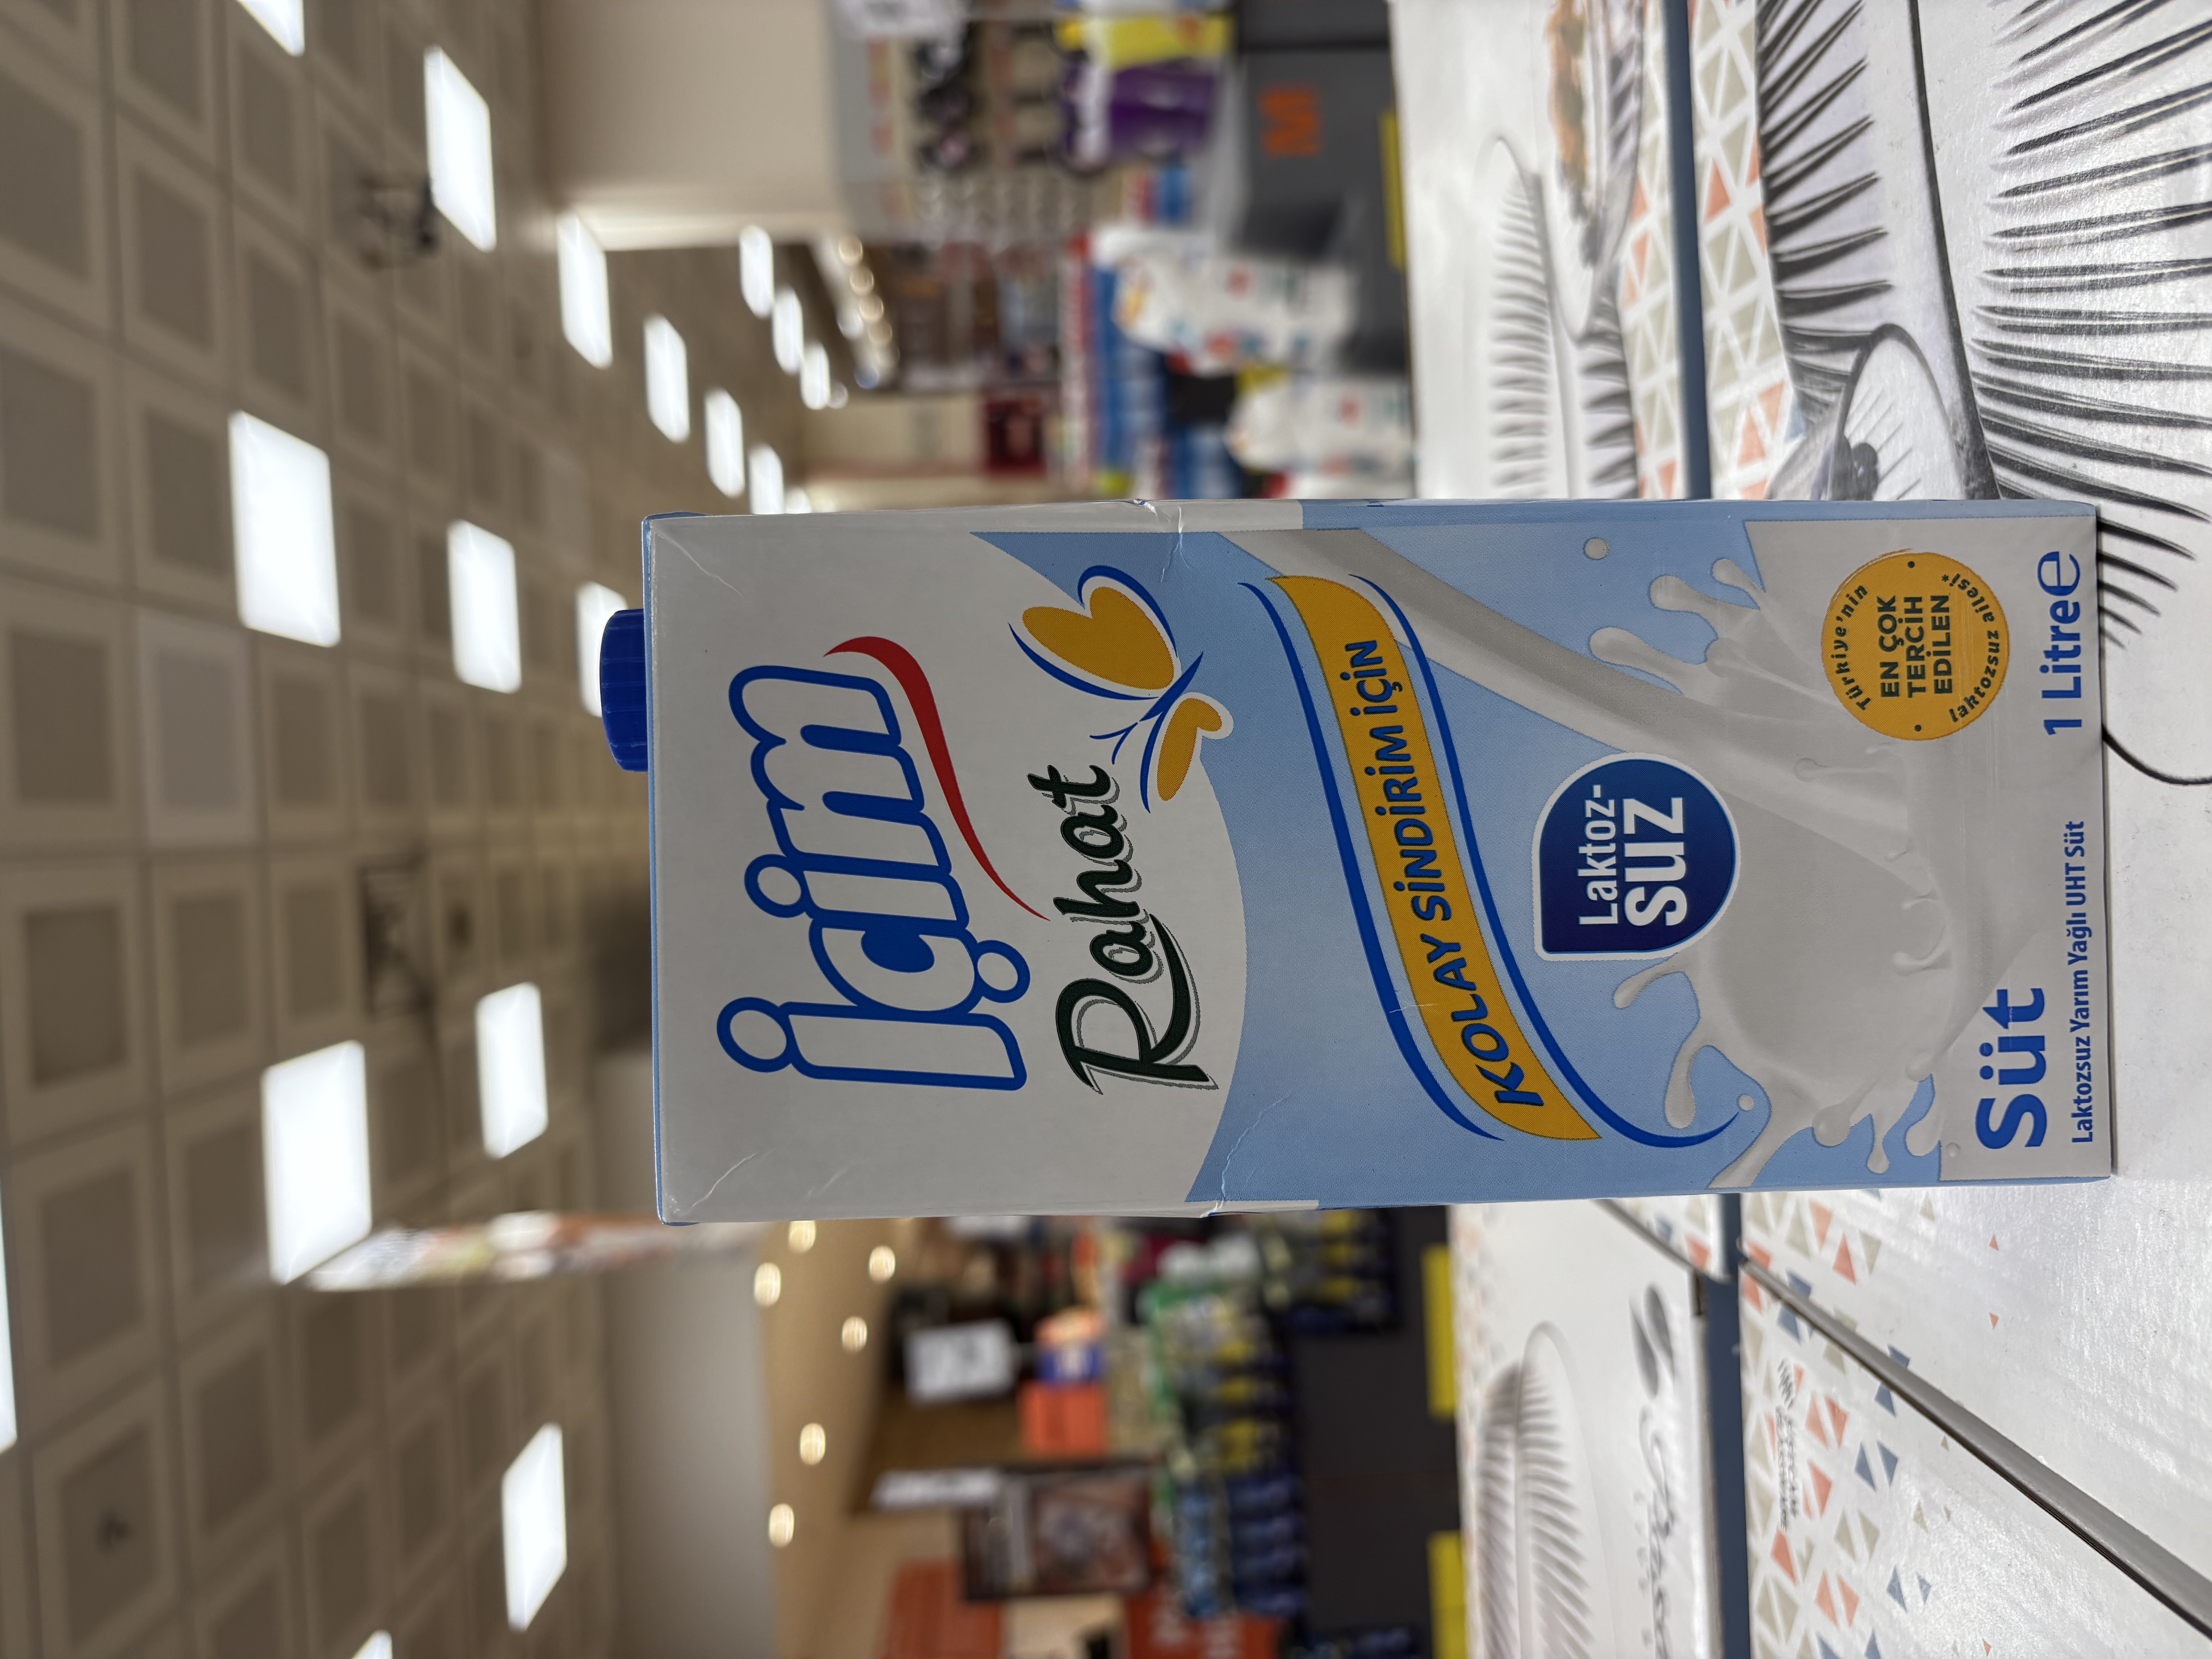 İçim
Rahat
KOLAY SİNDİRİM İÇİN
Laktoz-
suz
Türkiye'nin
EN ÇOK
TERCİH
EDİLEN
laktozsuz ailesi*
Süt
Laktozsuz Yarım Yağlı UHT Süt
1 Litre ℮
M